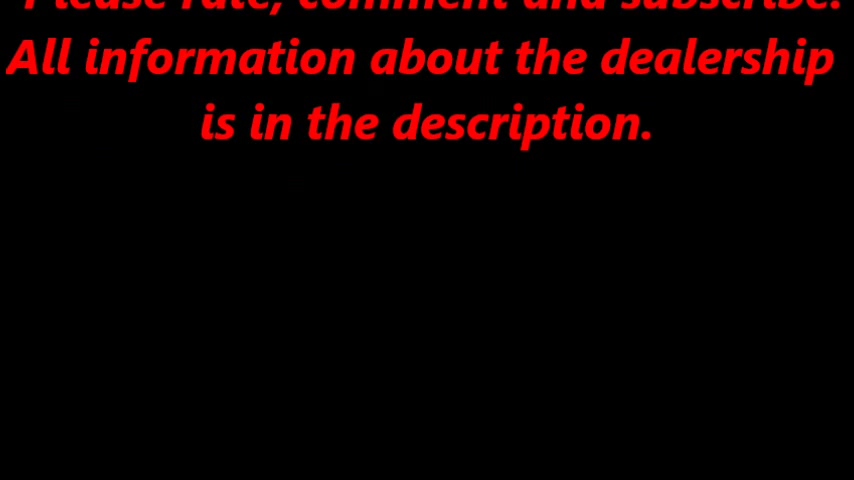 Please rate, comment and subscribe.
All information about the dealership
is in the description.